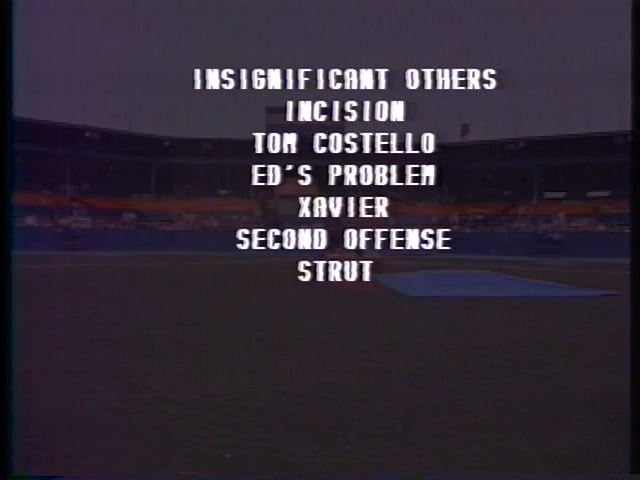 INSIGNIFICANT OTHERS
INCISION
TOM COSTELLO
ED'S PROBLEM
XAVIER
SECOND OFFENSE
STRUT